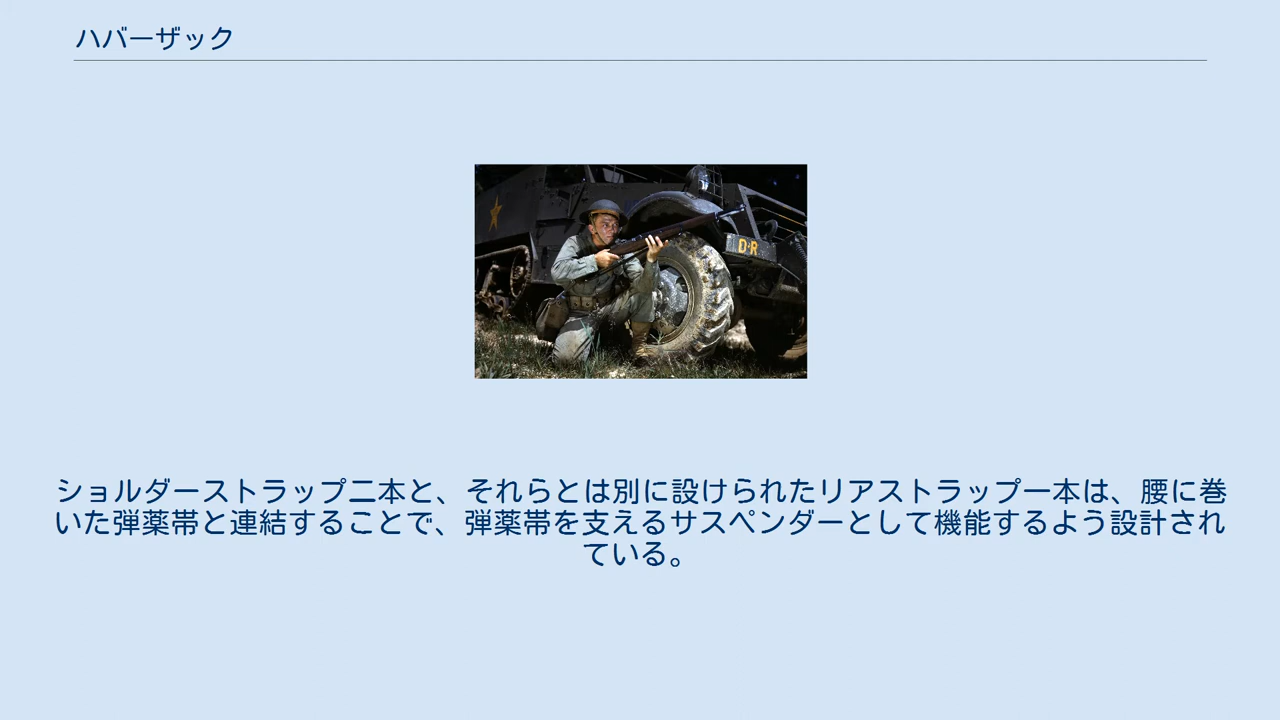 ハバーザック
D·R
ショルダーストラップ二本と、それらとは別に設けられたリアストラップ一本は、腰に巻
いた弾薬帯と連結することで、弾薬帯を支えるサスペンダーとして機能するよう設計され
ている。